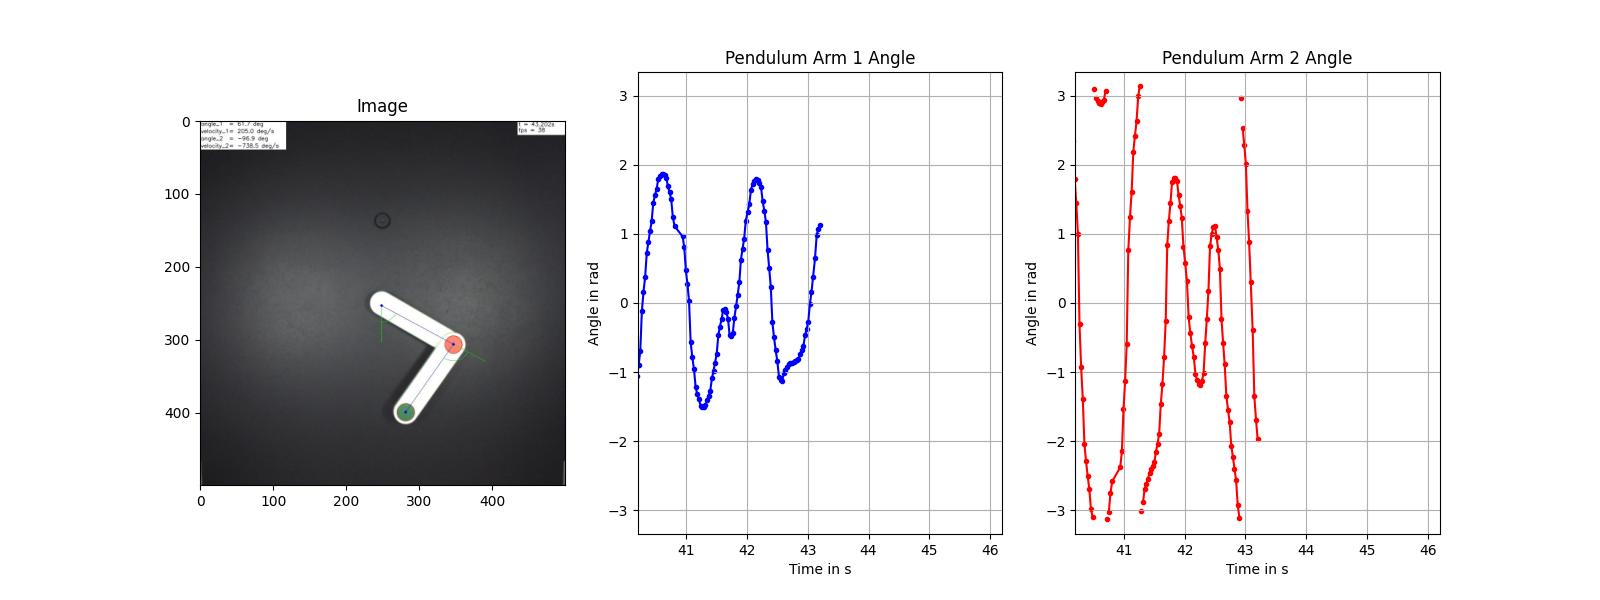 Image
angle_1 = 61.7 deg
velocity_1= 205.0 deg/s
angle_2 = -96.9 deg
velocity_2= -738.5 deg/s
t = 43.202s
fps = 38
0
100
200
300
400
0 100 200 300 400
Pendulum Arm 1 Angle
Angle in rad
3
2
1
0
−1
−2
−3
41 42 43 44 45 46
Time in s
Pendulum Arm 2 Angle
Angle in rad
3
2
1
0
−1
−2
−3
41 42 43 44 45 46
Time in s